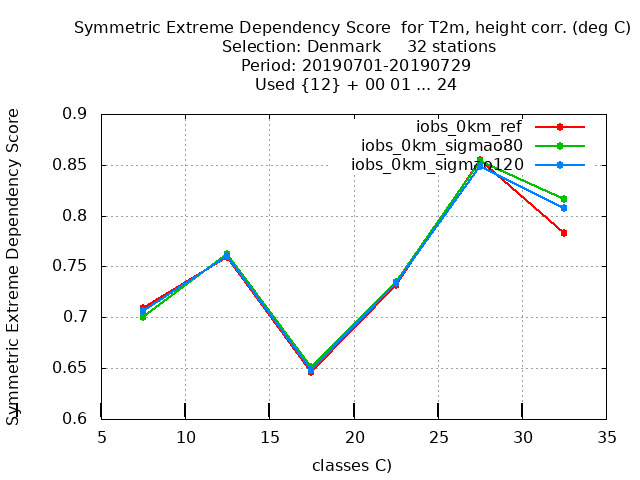 Symmetric Extreme Dependency Score for T2m, height corr. (deg C)
Selection: Denmark 32 stations
Period: 20190701-20190729
Used {12} + 00 01 ... 24
Symmetric Extreme Dependency Score
0.9
0.85
0.8
0.75
0.7
0.65
0.6
iobs_0km_ref
iobs_0km_sigmao80
iobs_0km_sigmao120
5 10 15 20 25 30 35
classes C)